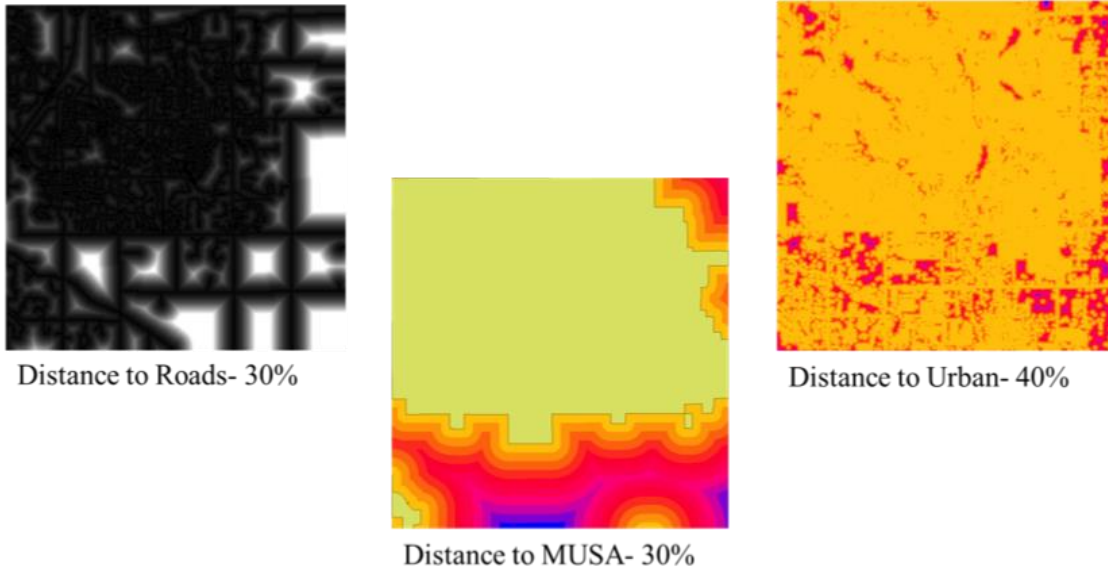 Distance to Roads- 30%
Distance to Urban- 40%
Distance to MUSA- 30%